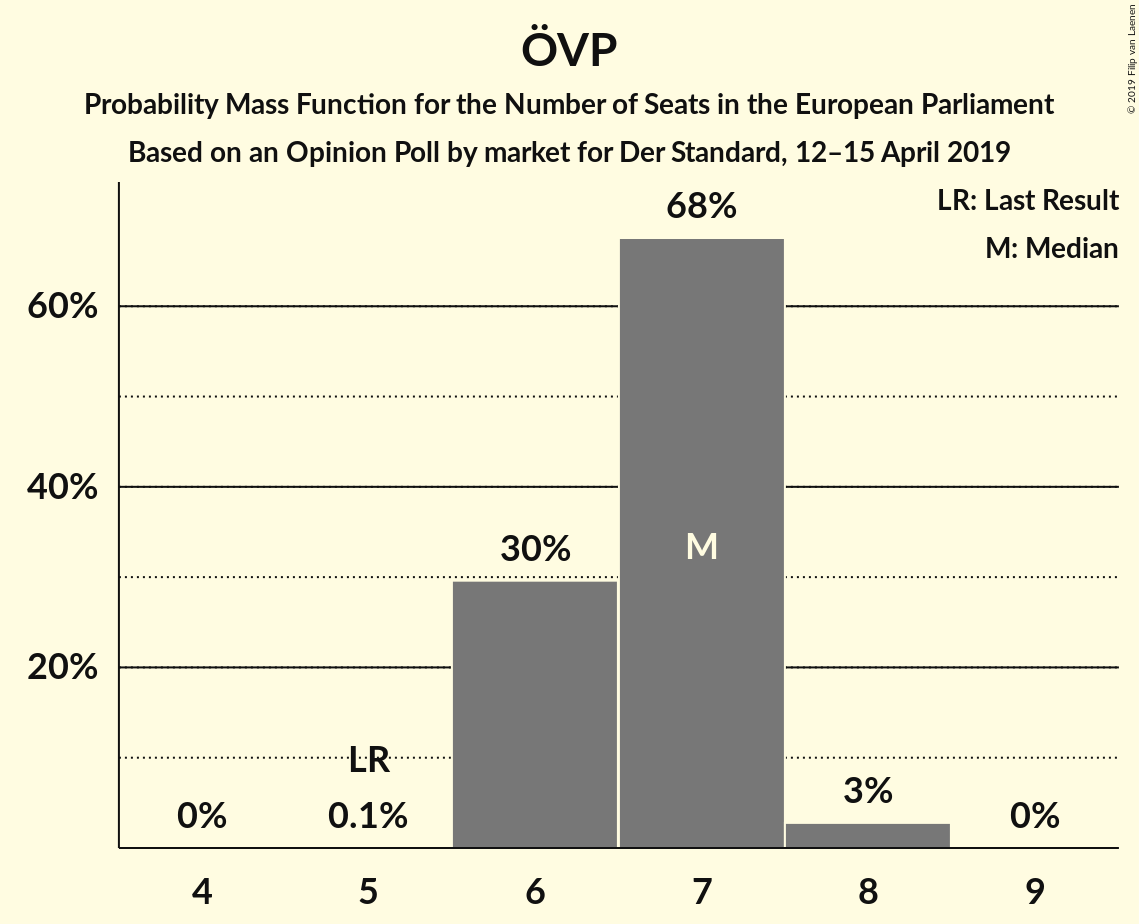 ÖVP
Probability Mass Function for the Number of Seats in the European Parliament
Based on an Opinion Poll by market for Der Standard, 12–15 April 2019
© 2019 Filip van Laenen
LR: Last Result
M: Median
68%
60%
40%
30%
M
20%
LR
3%
0%
0.1%
0%
4 5 6 7 8 9